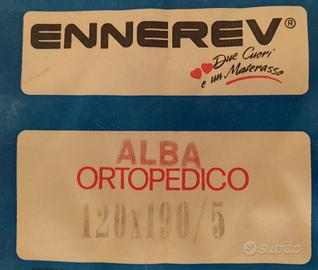 ENNEREV®
Due Cuori
e un Materasso
ALBA
ORTOPEDICO
120x190/5
subito